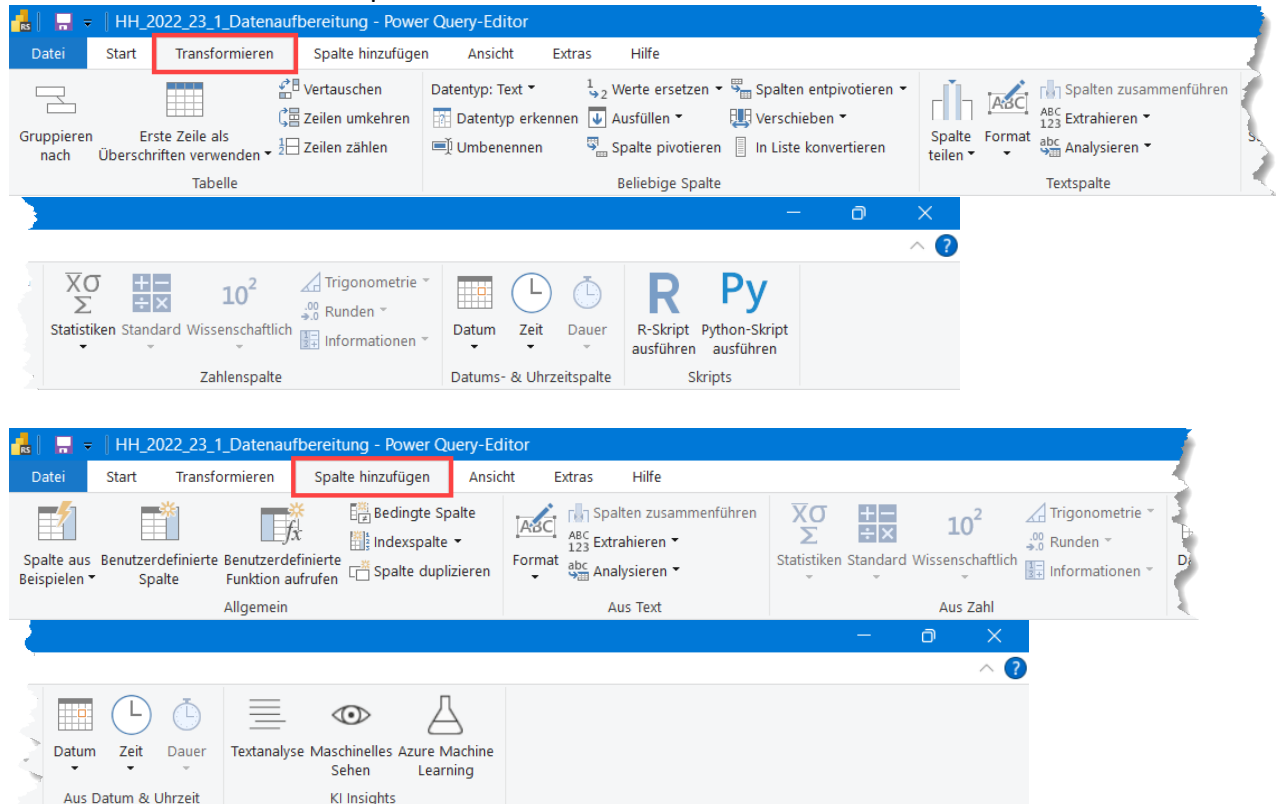 HH_2022_23_1_Datenaufbereitung - Power Query-Editor
Datei Start Transformieren Spalte hinzufügen Ansicht Extras Hilfe
Gruppieren nach
Erste Zeile als Überschriften verwenden
Vertauschen
Zeilen umkehren
Zeilen zählen
Tabelle
Datentyp: Text
Datentyp erkennen
Umbenennen
Werte ersetzen
Ausfüllen
Spalte pivotieren
Spalten entpivotieren
Verschieben
In Liste konvertieren
Beliebige Spalte
Spalte teilen
Format
Spalten zusammenführen
Extrahieren
Analysieren
Textspalte
Statistiken
Standard
Wissenschaftlich
Trigonometrie
Runden
Informationen
Zahlenspalte
Datum
Zeit
Dauer
Datums- & Uhrzeitspalte
R-Skript ausführen
Python-Skript ausführen
Skripts
HH_2022_23_1_Datenaufbereitung - Power Query-Editor
Datei Start Transformieren Spalte hinzufügen Ansicht Extras Hilfe
Spalte aus Beispielen
Benutzerdefinierte Spalte
Benutzerdefinierte Funktion aufrufen
Bedingte Spalte
Indexspalte
Spalte duplizieren
Allgemein
Format
Spalten zusammenführen
Extrahieren
Analysieren
Aus Text
Statistiken
Standard
Wissenschaftlich
Trigonometrie
Runden
Informationen
Aus Zahl
Datum
Zeit
Dauer
Aus Datum & Uhrzeit
Textanalyse
Maschinelles Sehen
Azure Machine Learning
KI Insights